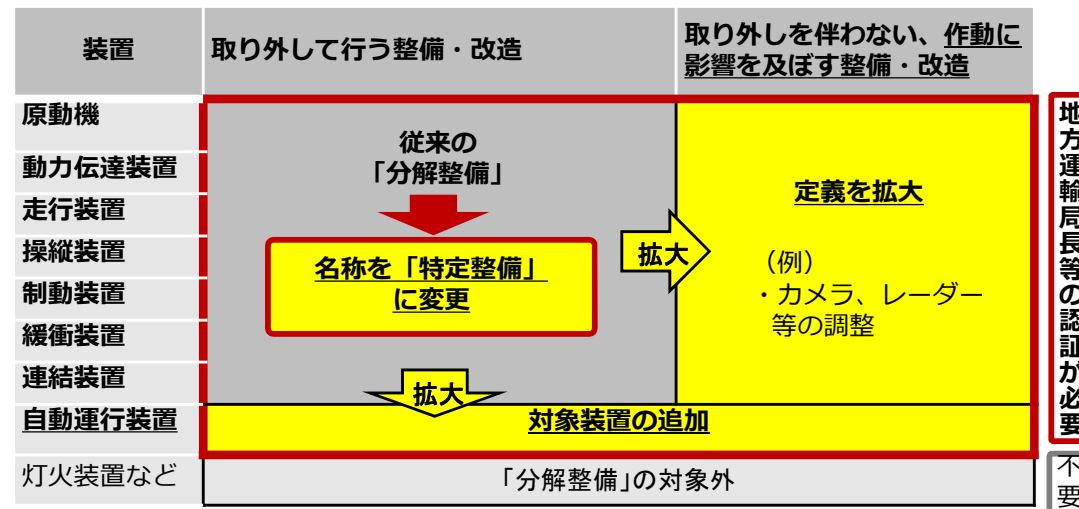 装置
取り外して行う整備・改造
取り外しを伴わない、作動に
影響を及ぼす整備・改造
原動機
動力伝達装置
走行装置
操縦装置
制動装置
緩衝装置
連結装置
自動運行装置
灯火装置など
従来の
「分解整備」
名称を「特定整備」
に変更
拡大
拡大
定義を拡大
（例）
・カメラ、レーダー
等の調整
対象装置の追加
「分解整備」の対象外
地方運輸局長等の認証が必要
不要